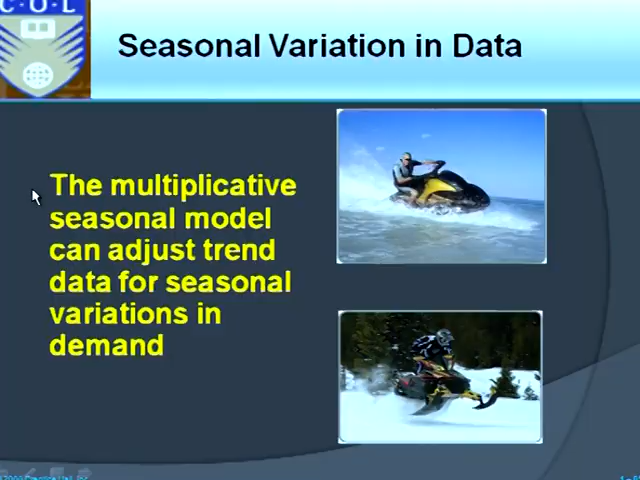 C·O·L
Seasonal Variation in Data
The multiplicative
seasonal model
can adjust trend
data for seasonal
variations in
demand